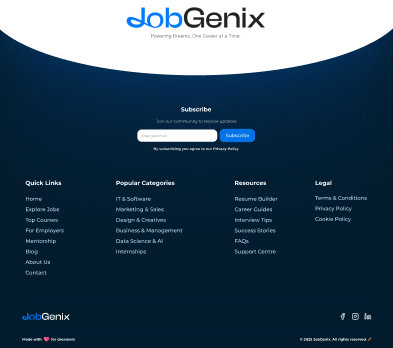 JobGenix
Powering Dreams, One Career at a Time.
Subscribe
Join our community to receive updates
Enter your email
Subscribe
By subscribing you agree to our Privacy Policy
Quick Links
Home
Explore Jobs
Top Courses
For Employers
Mentorship
Blog
About Us
Contact
Popular Categories
IT & Software
Marketing & Sales
Design & Creatives
Business & Management
Data Science & AI
Internships
Resources
Resume Builder
Career Guides
Interview Tips
Success Stories
FAQs
Support Centre
Legal
Terms & Conditions
Privacy Policy
Cookie Policy
JobGenix
Made with ❤️ for dreamers
© 2025 JobGenix. All rights reserved.🚀